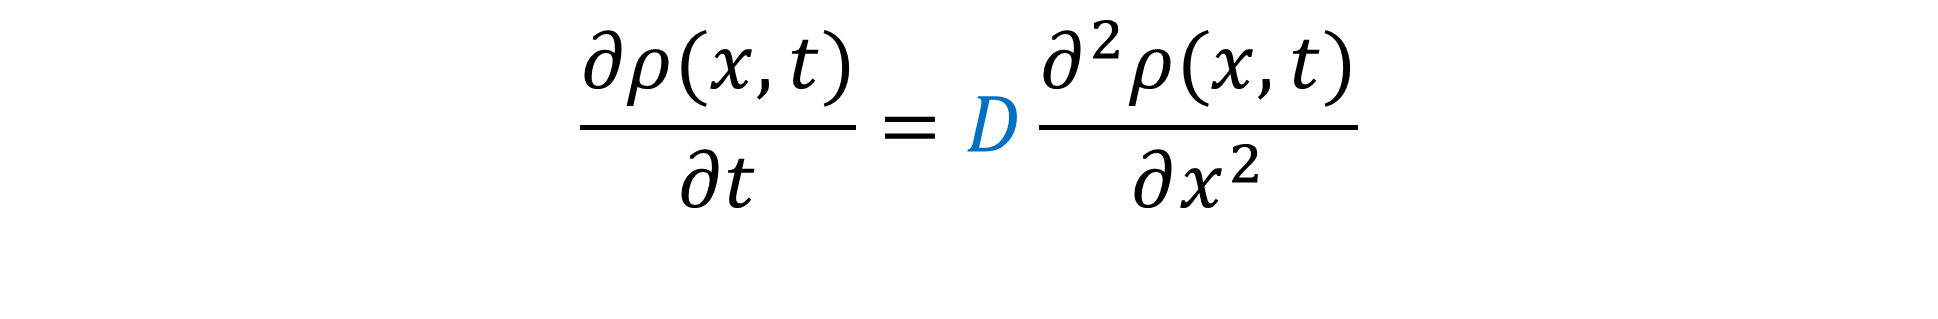 ∂ρ(x, t)/∂t = D ∂²ρ(x, t)/∂x²